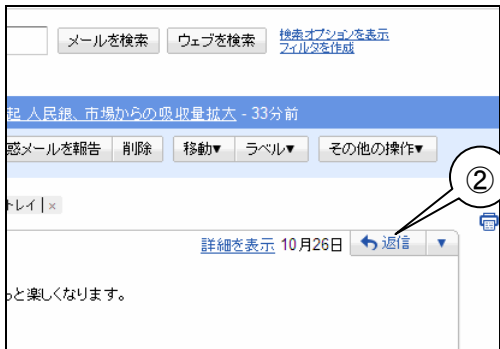 メールを検索 ウェブを検索 検索オプションを表示
フィルタを作成
起 人民銀、市場からの吸収量拡大 - 33分前
惑メールを報告 削除 移動▼ ラベル▼ その他の操作▼
②
トレイ | ×
詳細を表示 10月26日 返信 ▼
っと楽しくなります。